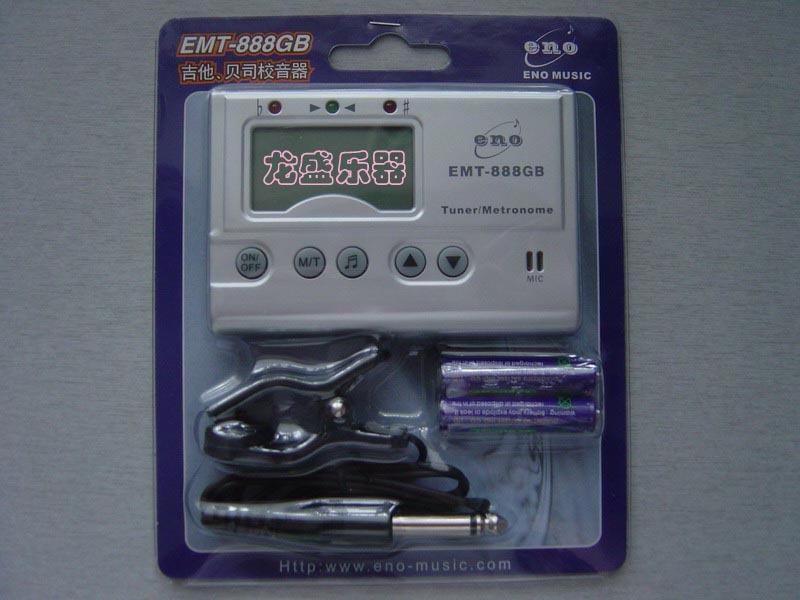 EMT-888GB
吉他、贝司校音器
eno
ENO MUSIC
♭ ▶ ◀ ♯
eno
EMT-888GB
龙盛乐器
Tuner/Metronome
ON/
OFF
M/T
MIC
Http:www.eno-music.com